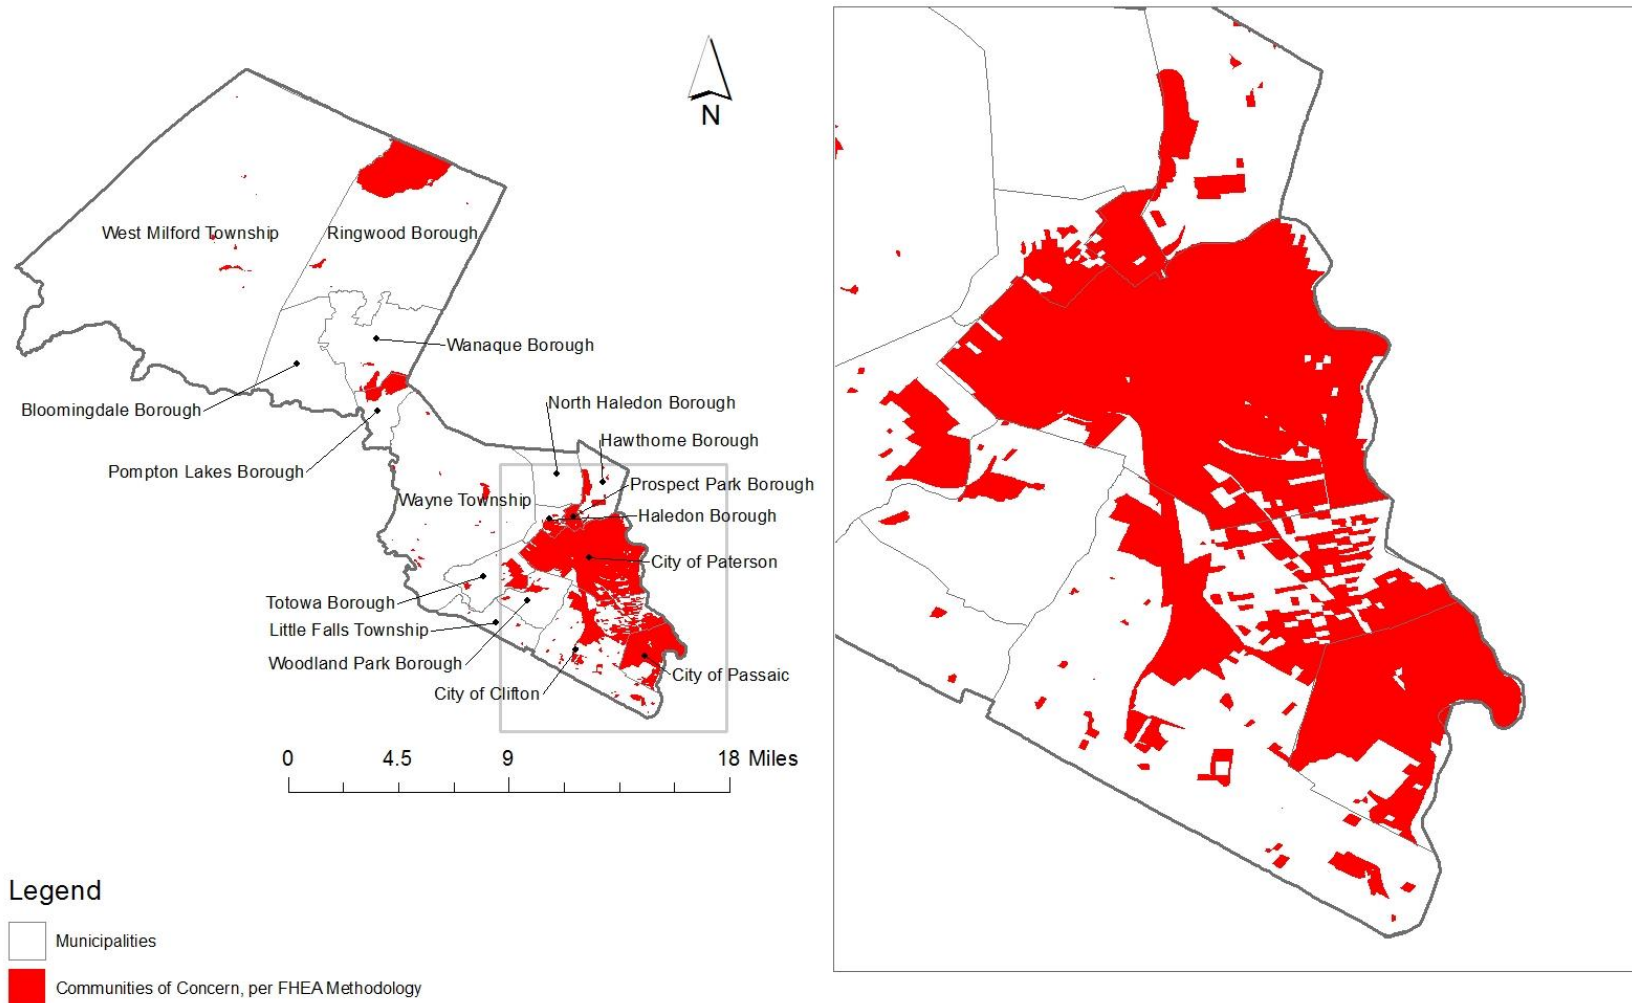 N
West Milford Township
Ringwood Borough
Wanaque Borough
Bloomingdale Borough
North Haledon Borough
Hawthorne Borough
Pompton Lakes Borough
Prospect Park Borough
Wayne Township
Haledon Borough
City of Paterson
Totowa Borough
Little Falls Township
Woodland Park Borough
City of Passaic
City of Clifton
0 4.5 9 18 Miles
Legend
Municipalities
Communities of Concern, per FHEA Methodology